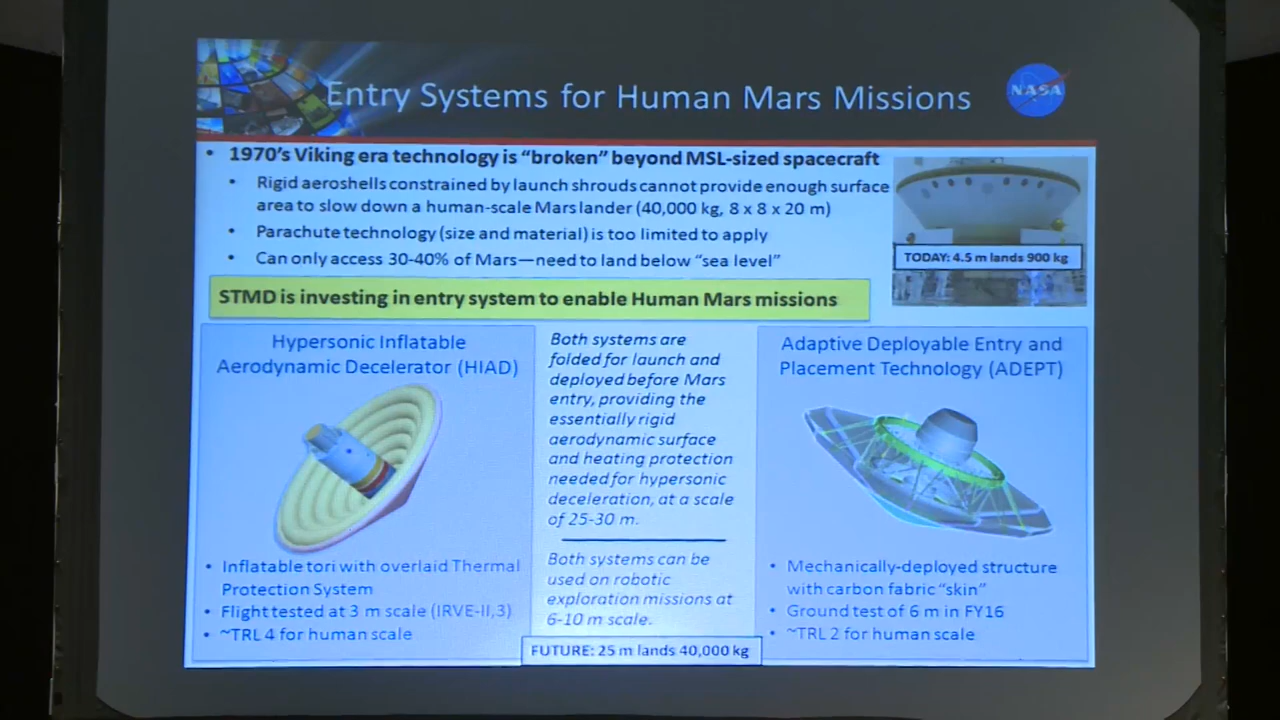 Entry Systems for Human Mars Missions
NASA
• 1970's Viking era technology is "broken" beyond MSL-sized spacecraft
• Rigid aeroshells constrained by launch shrouds cannot provide enough surface
area to slow down a human-scale Mars lander (40,000 kg, 8 x 8 x 20 m)
• Parachute technology (size and material) is too limited to apply
• Can only access 30-40% of Mars—need to land below "sea level"
TODAY: 4.5 m lands 900 kg
STMD is investing in entry system to enable Human Mars missions
Hypersonic Inflatable
Aerodynamic Decelerator (HIAD)
• Inflatable tori with overlaid Thermal
Protection System
• Flight tested at 3 m scale (IRVE-II,3)
• ~TRL 4 for human scale
Both systems are
folded for launch and
deployed before Mars
entry, providing the
essentially rigid
aerodynamic surface
and heating protection
needed for hypersonic
deceleration, at a scale
of 25-30 m.
Both systems can be
used on robotic
exploration missions at
6-10 m scale.
FUTURE: 25 m lands 40,000 kg
Adaptive Deployable Entry and
Placement Technology (ADEPT)
• Mechanically-deployed structure
with carbon fabric "skin"
• Ground test of 6 m in FY16
• ~TRL 2 for human scale